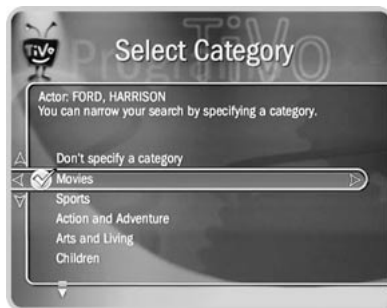 TiVo
Select Category
Actor: FORD, HARRISON
You can narrow your search by specifying a category.
Don't specify a category
Movies
Sports
Action and Adventure
Arts and Living
Children